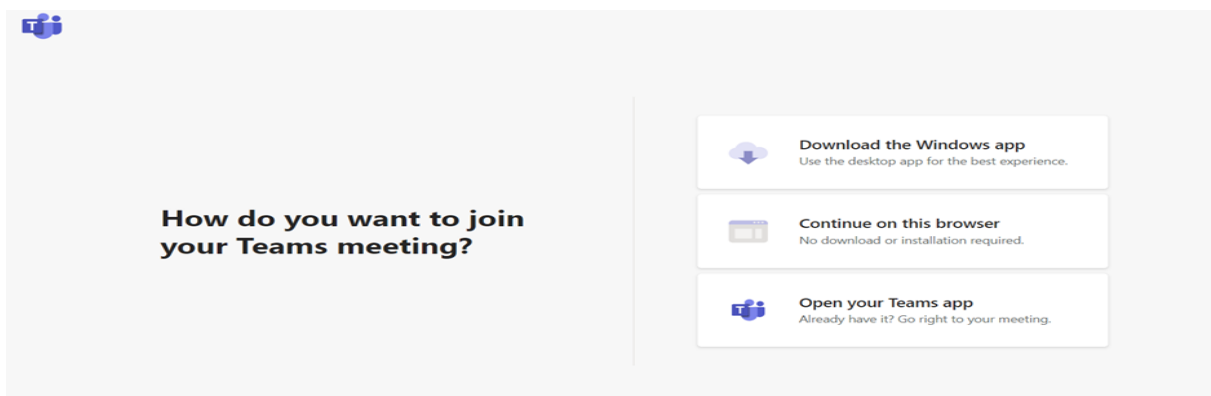 How do you want to join
your Teams meeting?
Download the Windows app
Use the desktop app for the best experience.
Continue on this browser
No download or installation required.
Open your Teams app
Already have it? Go right to your meeting.